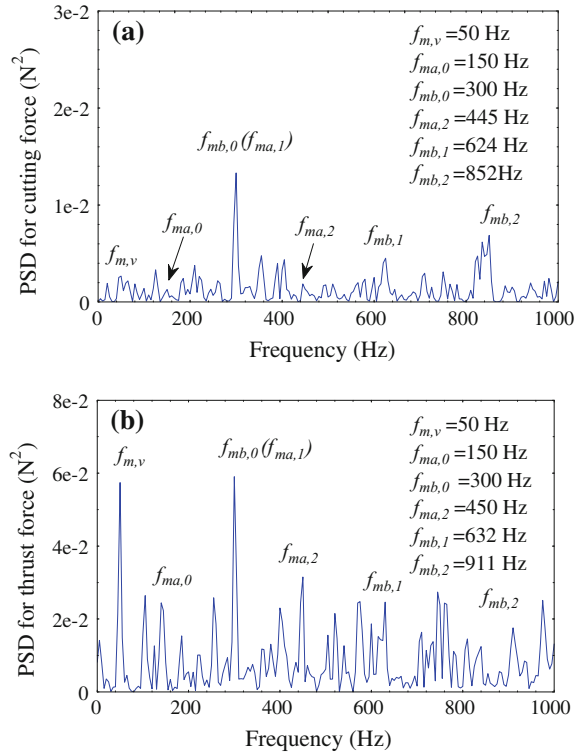 (a)
3e-2
2e-2
1e-2
0
PSD for cutting force (N²)
f_{m,v}=50 Hz
f_{ma,0}=150 Hz
f_{mb,0}=300 Hz
f_{ma,2}=445 Hz
f_{mb,1}=624 Hz
f_{mb,2}=852Hz
f_{mb,0}(f_{ma,1})
f_{ma,0}
f_{m,v}
f_{ma,2}
f_{mb,1}
f_{mb,2}
0 200 400 600 800 1000
Frequency (Hz)
(b)
8e-2
6e-2
4e-2
2e-2
0
PSD for thrust force (N²)
f_{m,v}=50 Hz
f_{ma,0}=150 Hz
f_{mb,0} =300 Hz
f_{ma,2}=450 Hz
f_{mb,1}=632 Hz
f_{mb,2}=911 Hz
f_{m,v}
f_{mb,0}(f_{ma,1})
f_{ma,0}
f_{ma,2}
f_{mb,1}
f_{mb,2}
0 200 400 600 800 1000
Frequency (Hz)